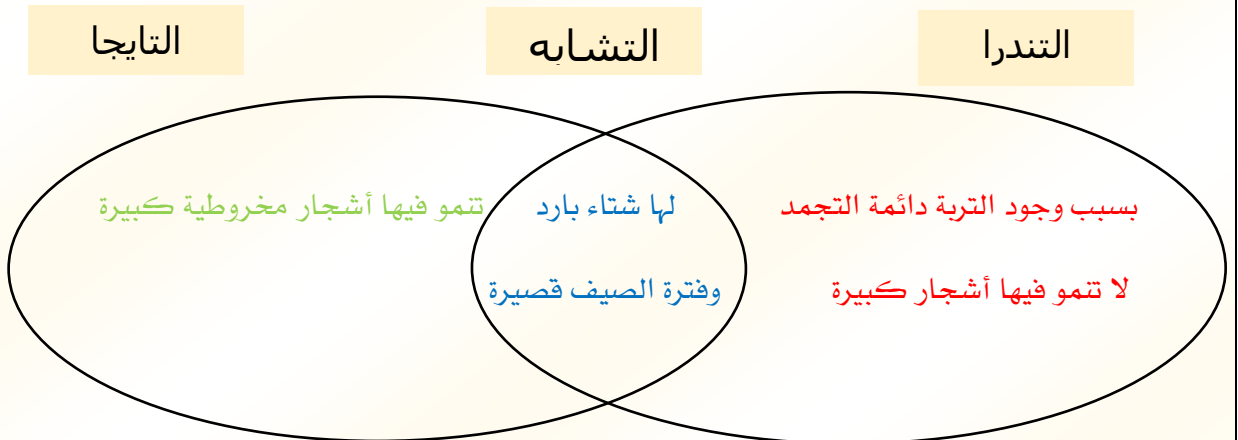 التندرا
التشابه
التايجا
بسبب وجود التربة دائمة التجمد
لا تنمو فيها أشجار كبيرة
لها شتاء بارد
وفترة الصيف قصيرة
تنمو فيها أشجار مخروطية كبيرة